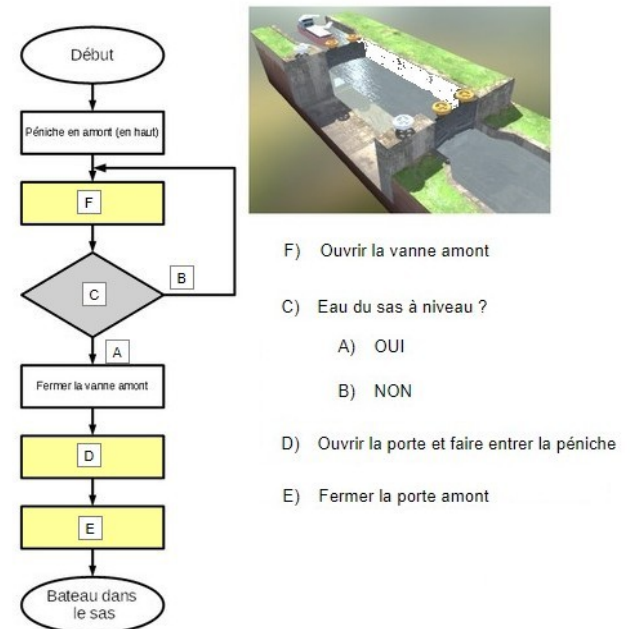 Début
Péniche en amont (en haut)
F
B
C
A
Fermer la vanne amont
D
E
Bateau dans
le sas
F) Ouvrir la vanne amont
C) Eau du sas à niveau ?
A) OUI
B) NON
D) Ouvrir la porte et faire entrer la péniche
E) Fermer la porte amont